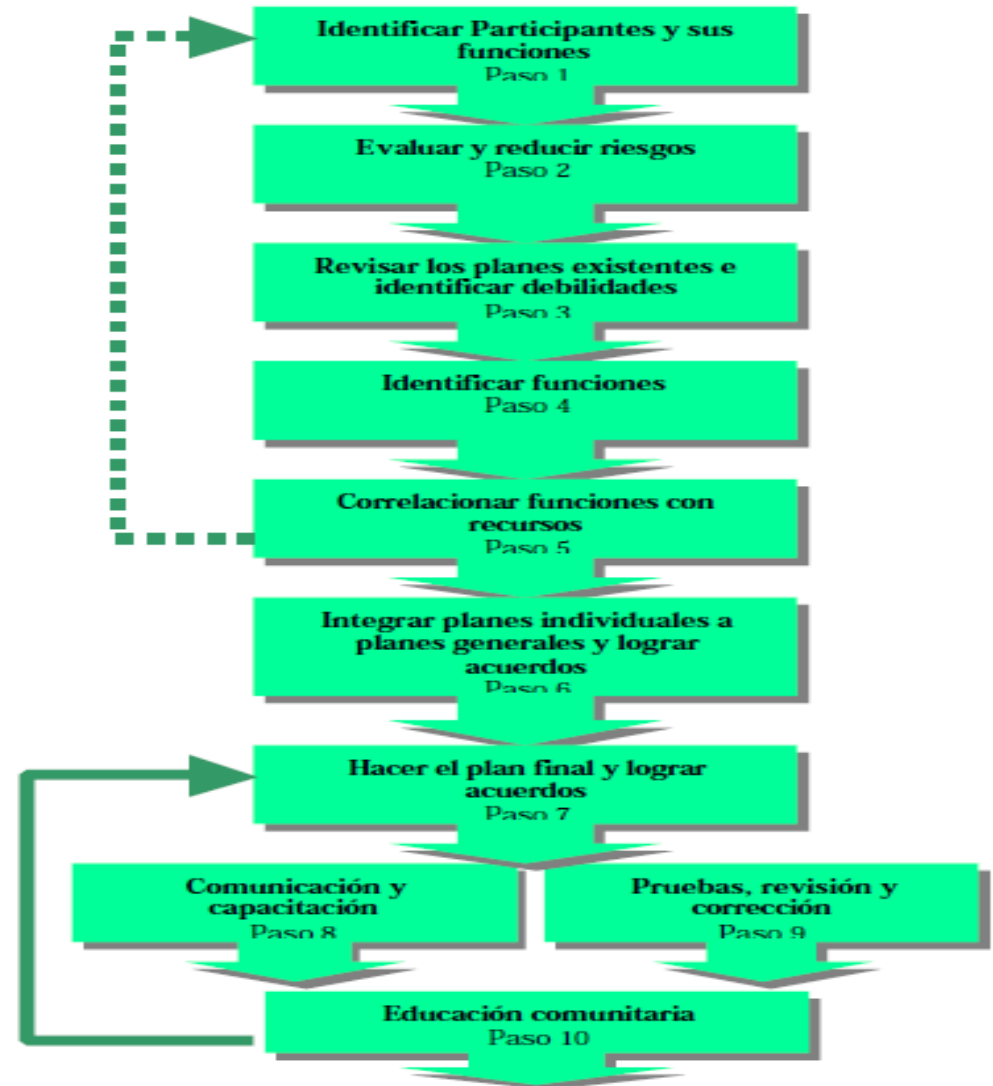 Identificar Participantes y sus
funciones
Paso 1
Evaluar y reducir riesgos
Paso 2
Revisar los planes existentes e
identificar debilidades
Paso 3
Identificar funciones
Paso 4
Correlacionar funciones con
recursos
Paso 5
Integrar planes individuales a
planes generales y lograr
acuerdos
Paso 6
Hacer el plan final y lograr
acuerdos
Paso 7
Comunicación y
capacitación
Paso 8
Pruebas, revisión y
corrección
Paso 9
Educación comunitaria
Paso 10